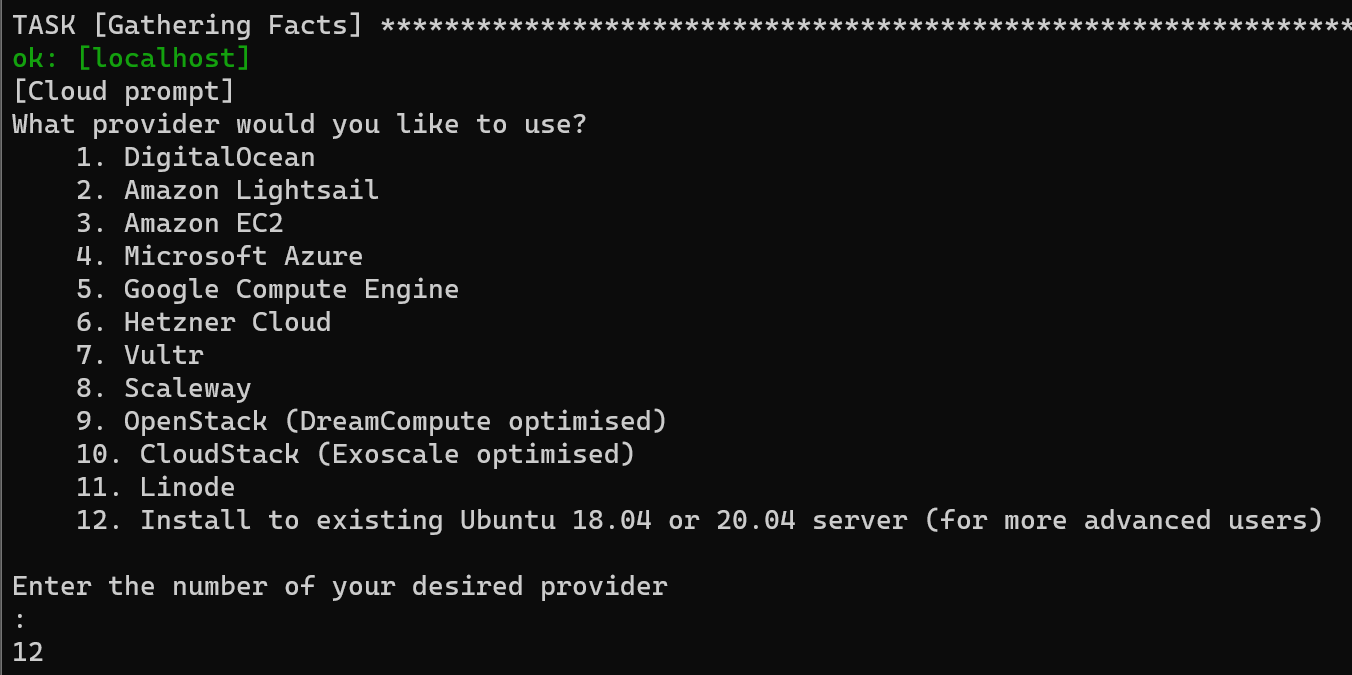 TASK [Gathering Facts] *************************************************************
ok: [localhost]
[Cloud prompt]
What provider would you like to use?
1. DigitalOcean
2. Amazon Lightsail
3. Amazon EC2
4. Microsoft Azure
5. Google Compute Engine
6. Hetzner Cloud
7. Vultr
8. Scaleway
9. OpenStack (DreamCompute optimised)
10. CloudStack (Exoscale optimised)
11. Linode
12. Install to existing Ubuntu 18.04 or 20.04 server (for more advanced users)
Enter the number of your desired provider
:
12